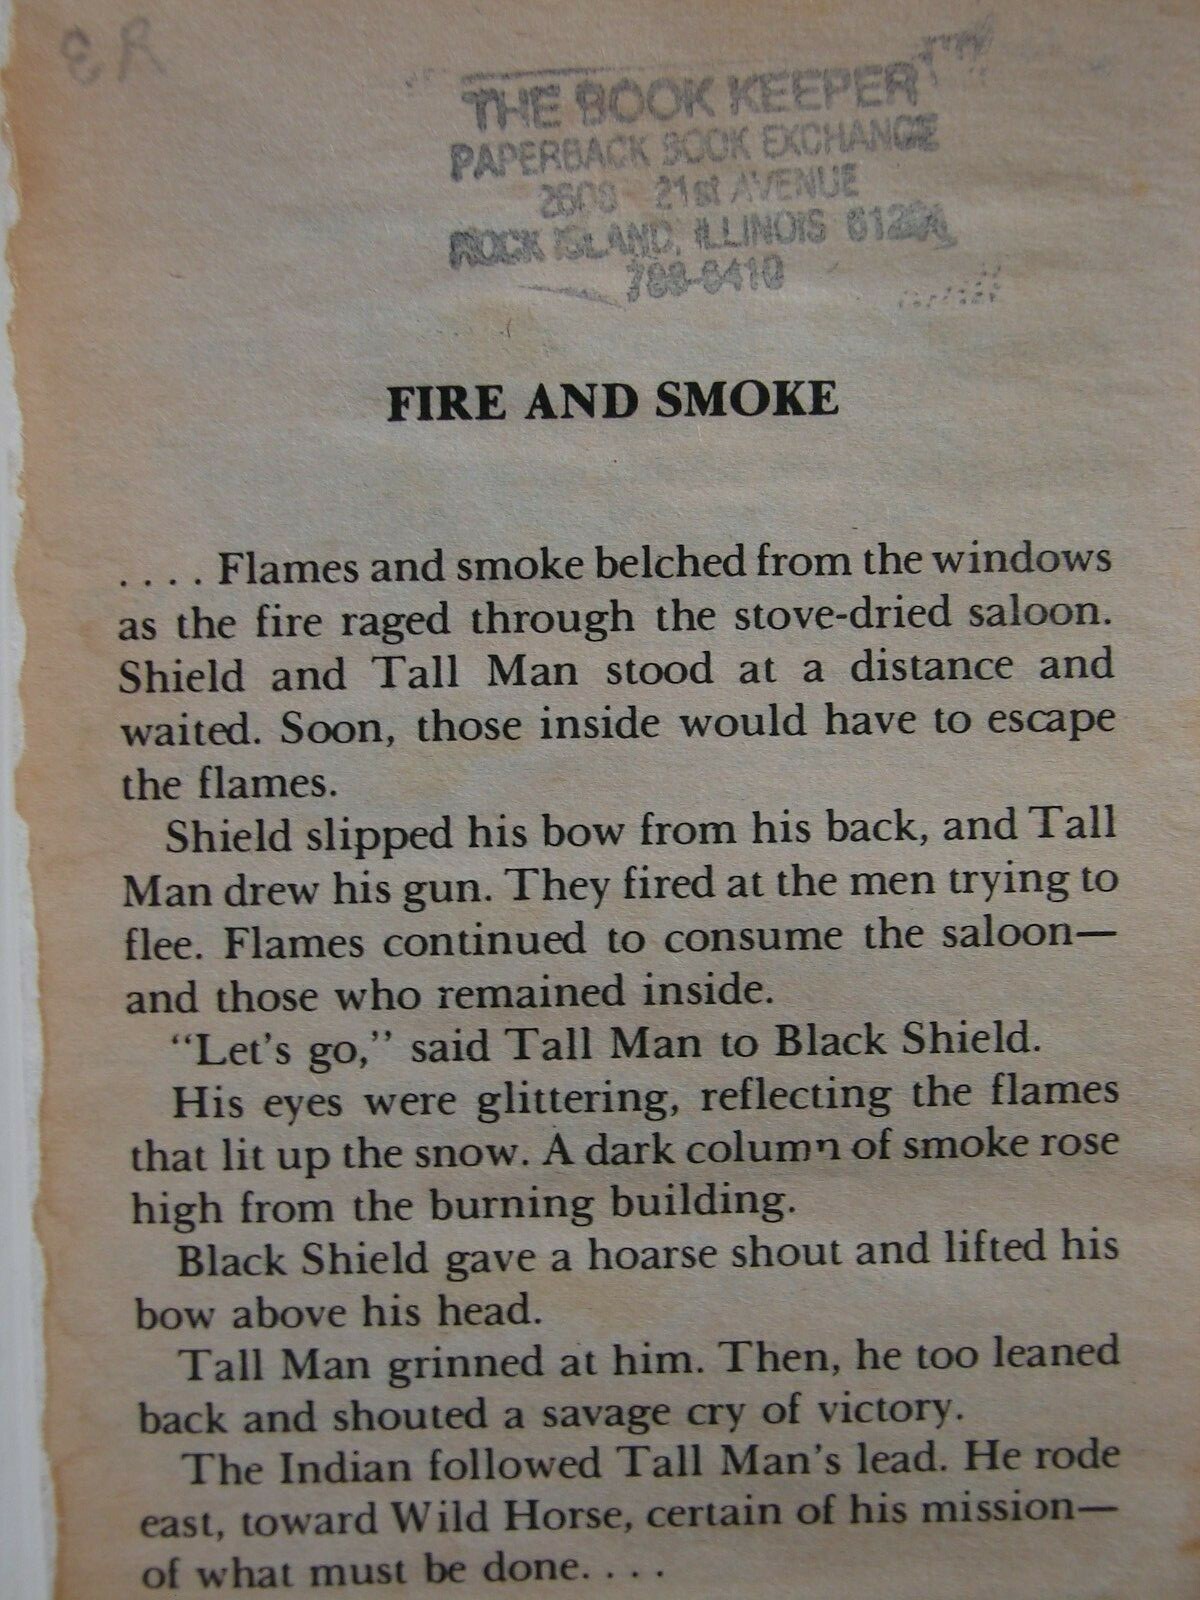 THE BOOK KEEPER
PAPERBACK BOOK EXCHANGE
21st AVENUE
ROCK ISLAND, ILLINOIS
FIRE AND SMOKE
. . . . Flames and smoke belched from the windows
as the fire raged through the stove-dried saloon.
Shield and Tall Man stood at a distance and
waited. Soon, those inside would have to escape
the flames.
Shield slipped his bow from his back, and Tall
Man drew his gun. They fired at the men trying to
flee. Flames continued to consume the saloon—
and those who remained inside.
“Let's go,” said Tall Man to Black Shield.
His eyes were glittering, reflecting the flames
that lit up the snow. A dark column of smoke rose
high from the burning building.
Black Shield gave a hoarse shout and lifted his
bow above his head.
Tall Man grinned at him. Then, he too leaned
back and shouted a savage cry of victory.
The Indian followed Tall Man's lead. He rode
east, toward Wild Horse, certain of his mission—
of what must be done. . . .